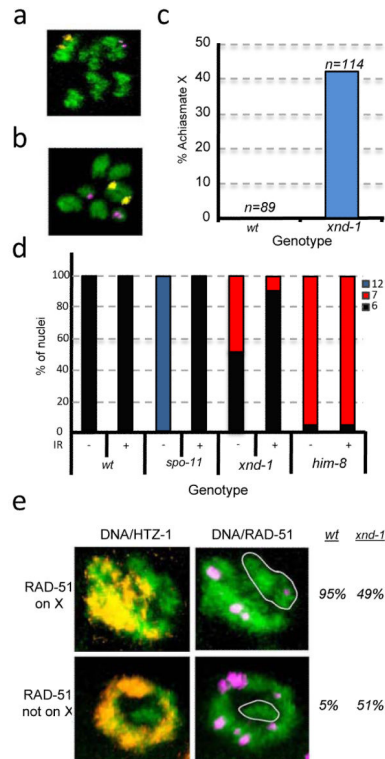 a
b
c
50
40
30
20
10
0
% Achiasmate X
n=114
n=89
wt
xnd-1
Genotype
d
100
80
60
40
20
0
% of nuclei
12
7
6
IR - + - + - + - +
wt spo-11 xnd-1 him-8
Genotype
e
DNA/HTZ-1 DNA/RAD-51 wt xnd-1
RAD-51
on X
95% 49%
RAD-51
not on X
5% 51%